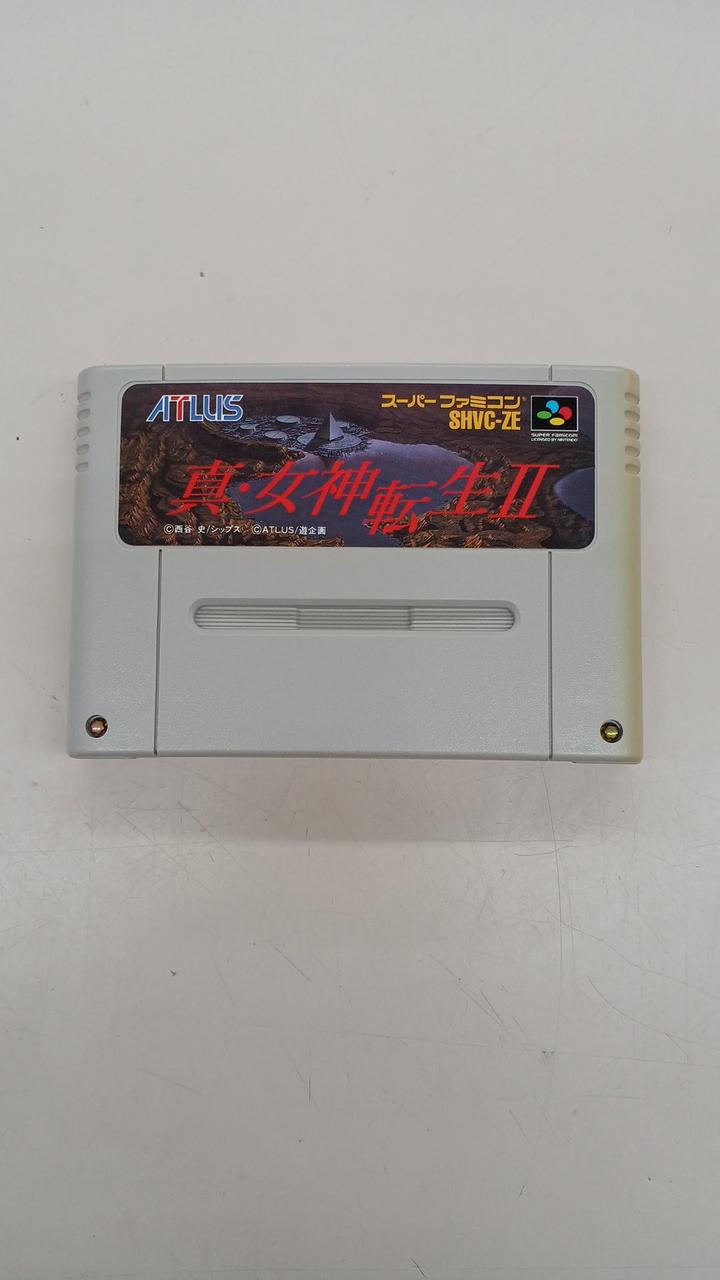 ATLUS
スーパーファミコン®
SHVC-ZE
SUPER FAMICOM
LICENSED BY NINTENDO
真・女神転生II
©西谷 史/シップス ©ATLUS/遊企画